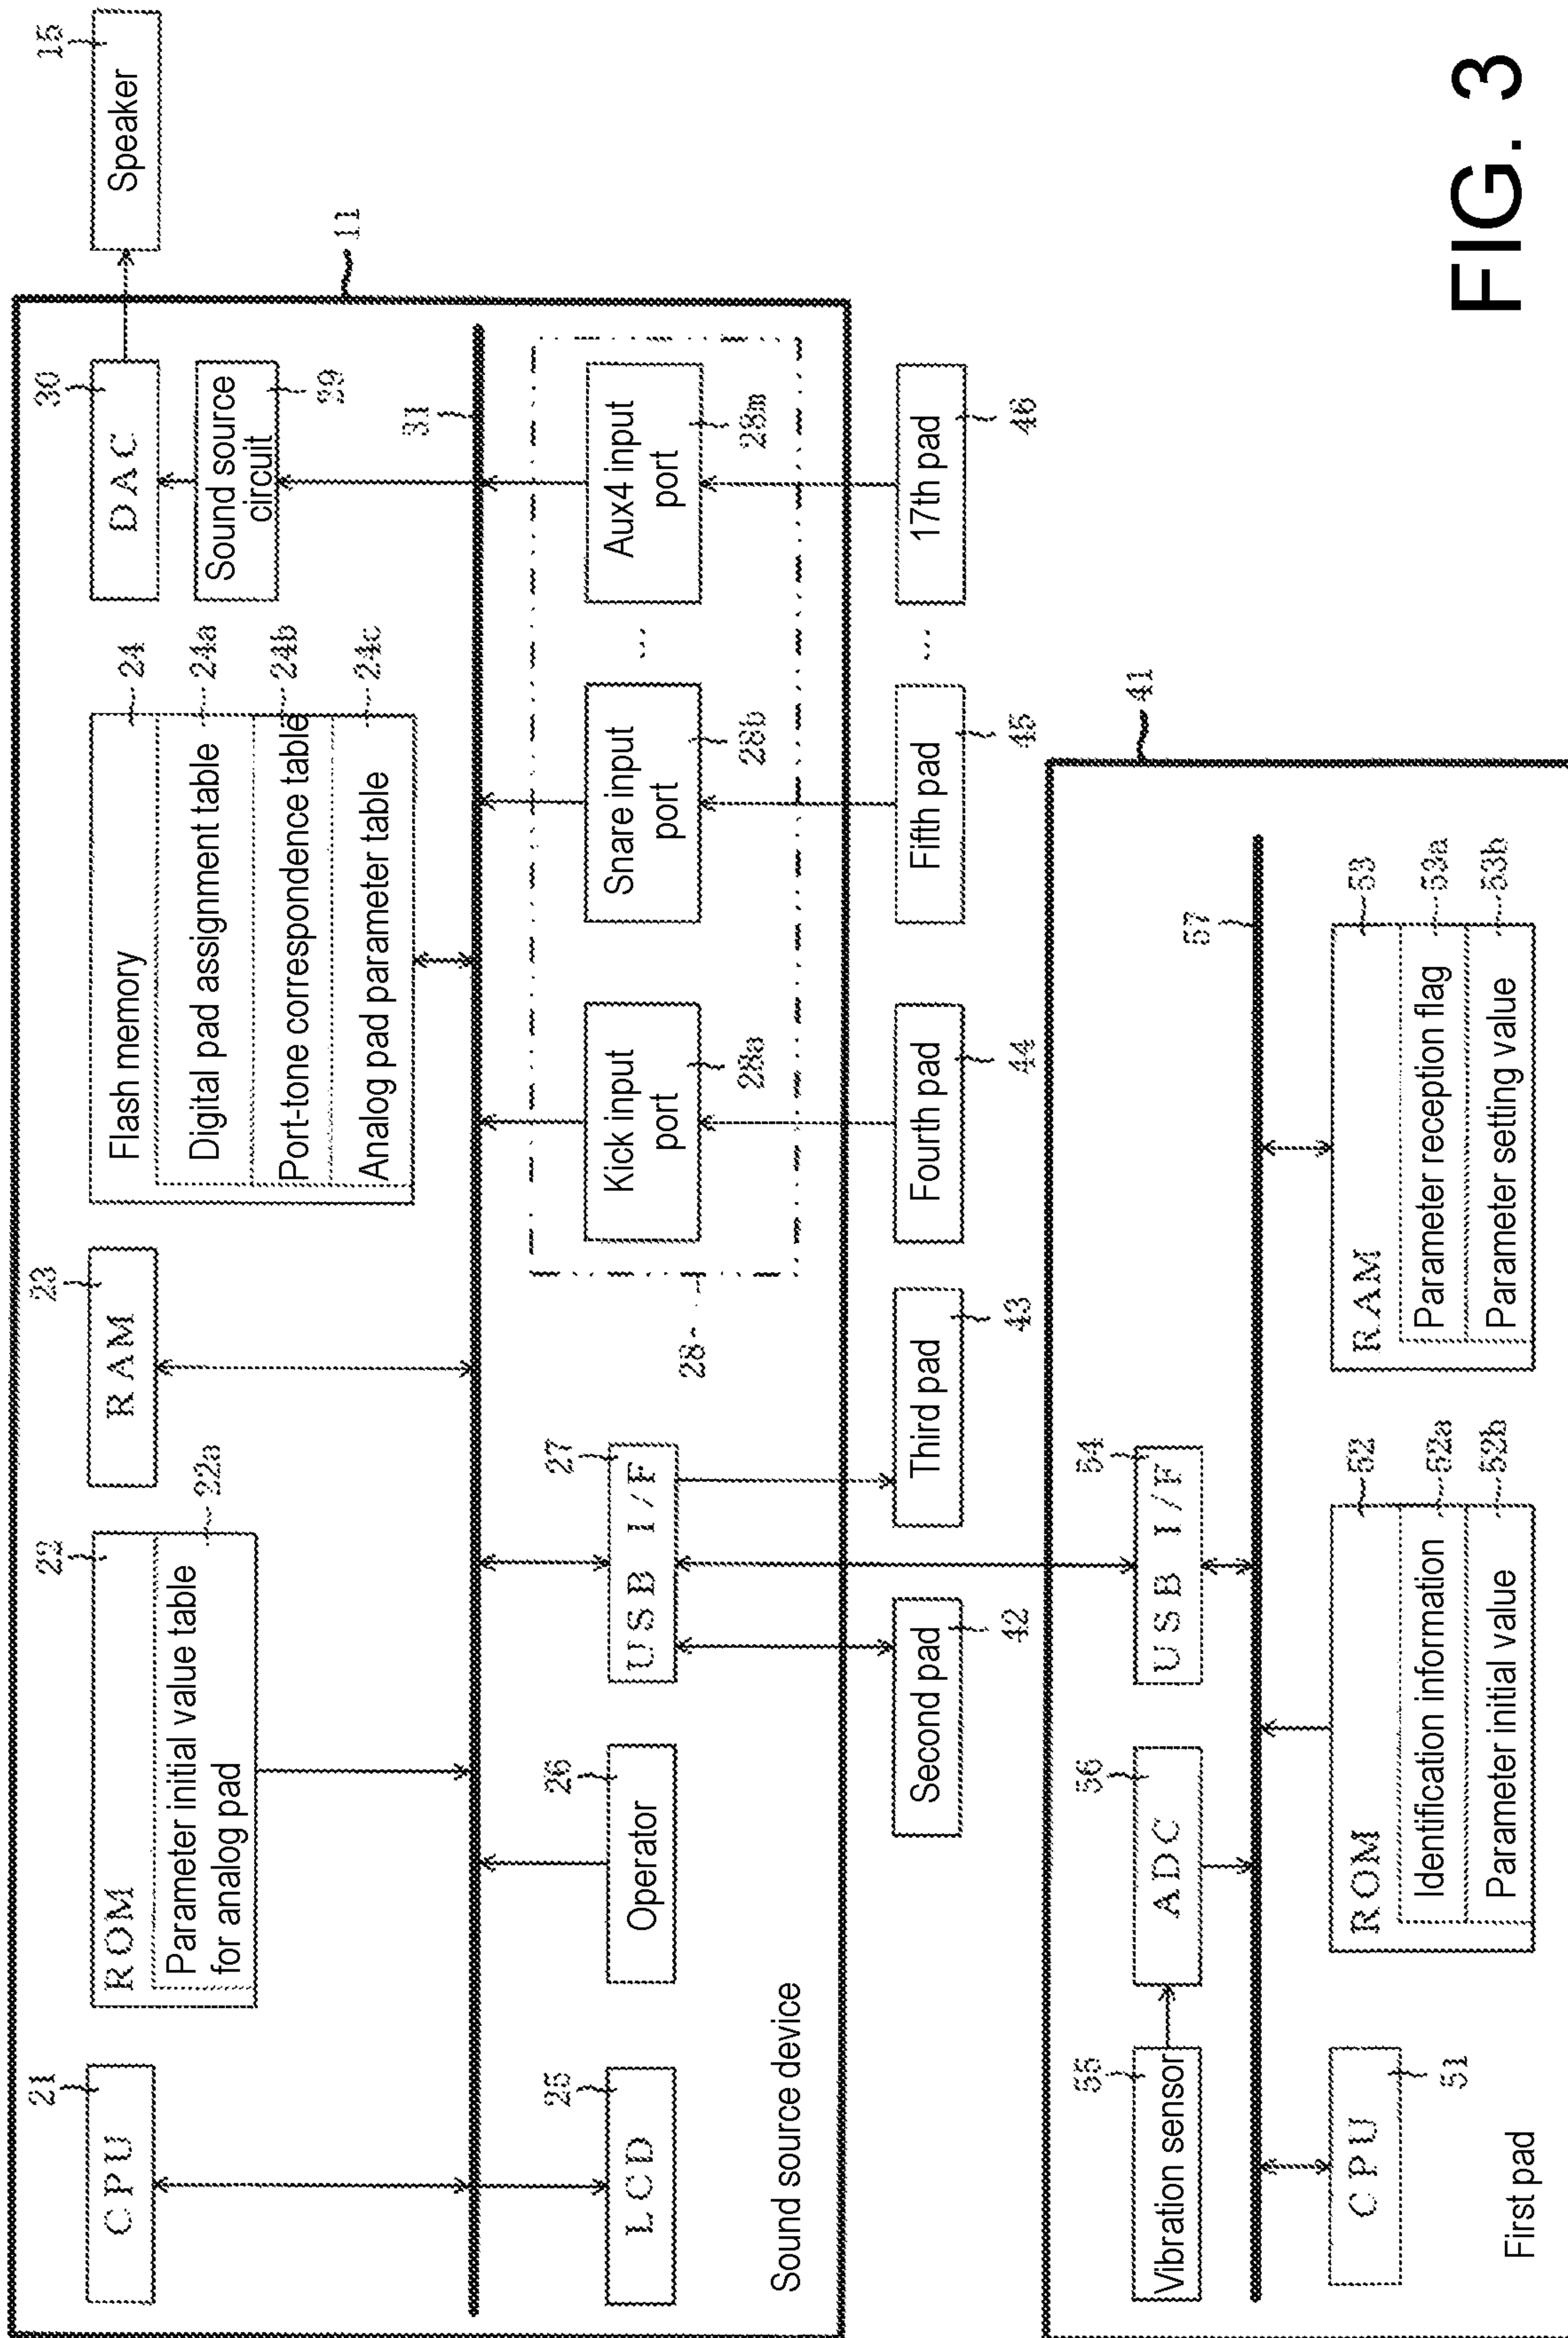 FIG. 3
21
CPU
22
ROM
22a
Parameter initial value table
for analog pad
23
RAM
24
Flash memory
24a
Digital pad assignment table
24b
Port-tone correspondence table
24c
Analog pad parameter table
30
DAC
29
Sound source
circuit
15
Speaker
11
31
25
LCD
26
Operator
27
USB I/F
28
Kick input
port
28a
Snare input
port
28b
...
Aux4 input
port
28m
Sound source device
Second pad
42
Third pad
43
Fourth pad
44
Fifth pad
45
...
17th pad
46
41
55
Vibration sensor
56
ADC
54
USB I/F
57
CPU
51
ROM
52
Identification information
52a
Parameter initial value
52b
RAM
53
Parameter reception flag
53a
Parameter setting value
53b
First pad